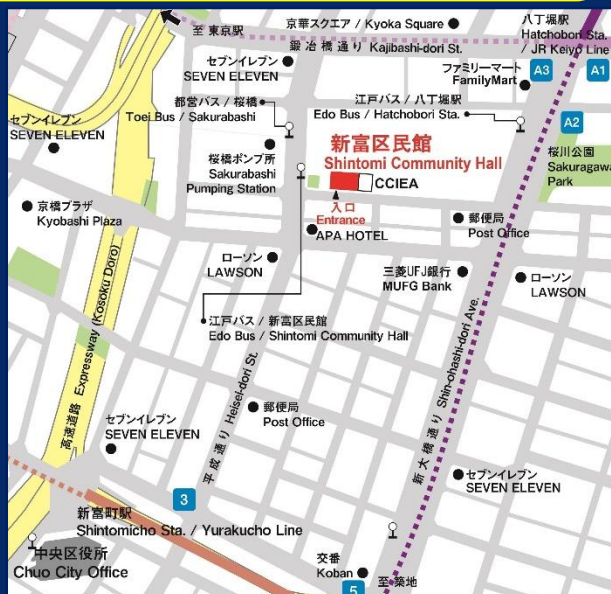 至 東京駅
京華スクエア / Kyoka Square
八丁堀駅
Hatchobori Sta.
/ JR Keiyo Line
鍛冶橋通り Kajibashi-dori St.
セブンイレブン
SEVEN ELEVEN
ファミリーマート
FamilyMart
A3
A1
都営バス / 桜橋
Toei Bus / Sakurabashi
江戸バス / 八丁堀駅
Edo Bus / Hatchobori Sta.
A2
セブンイレブン
SEVEN ELEVEN
桜橋ポンプ所
Sakurabashi
Pumping Station
新富区民館
Shintomi Community Hall
CCIEA
桜川公園
Sakuragawa
Park
入口
Entrance
京橋プラザ
Kyobashi Plaza
APA HOTEL
郵便局
Post Office
ローソン
LAWSON
三菱UFJ銀行
MUFG Bank
ローソン
LAWSON
江戸バス / 新富区民館
Edo Bus / Shintomi Community Hall
高速道路 Expressway (Kosoku Doro)
平成通り Heisei-dori St.
新大橋通り Shin-ohashi-dori Ave.
郵便局
Post Office
セブンイレブン
SEVEN ELEVEN
セブンイレブン
SEVEN ELEVEN
3
新富町駅
Shintomicho Sta. / Yurakucho Line
中央区役所
Chuo City Office
交番
Koban
5
至 築地